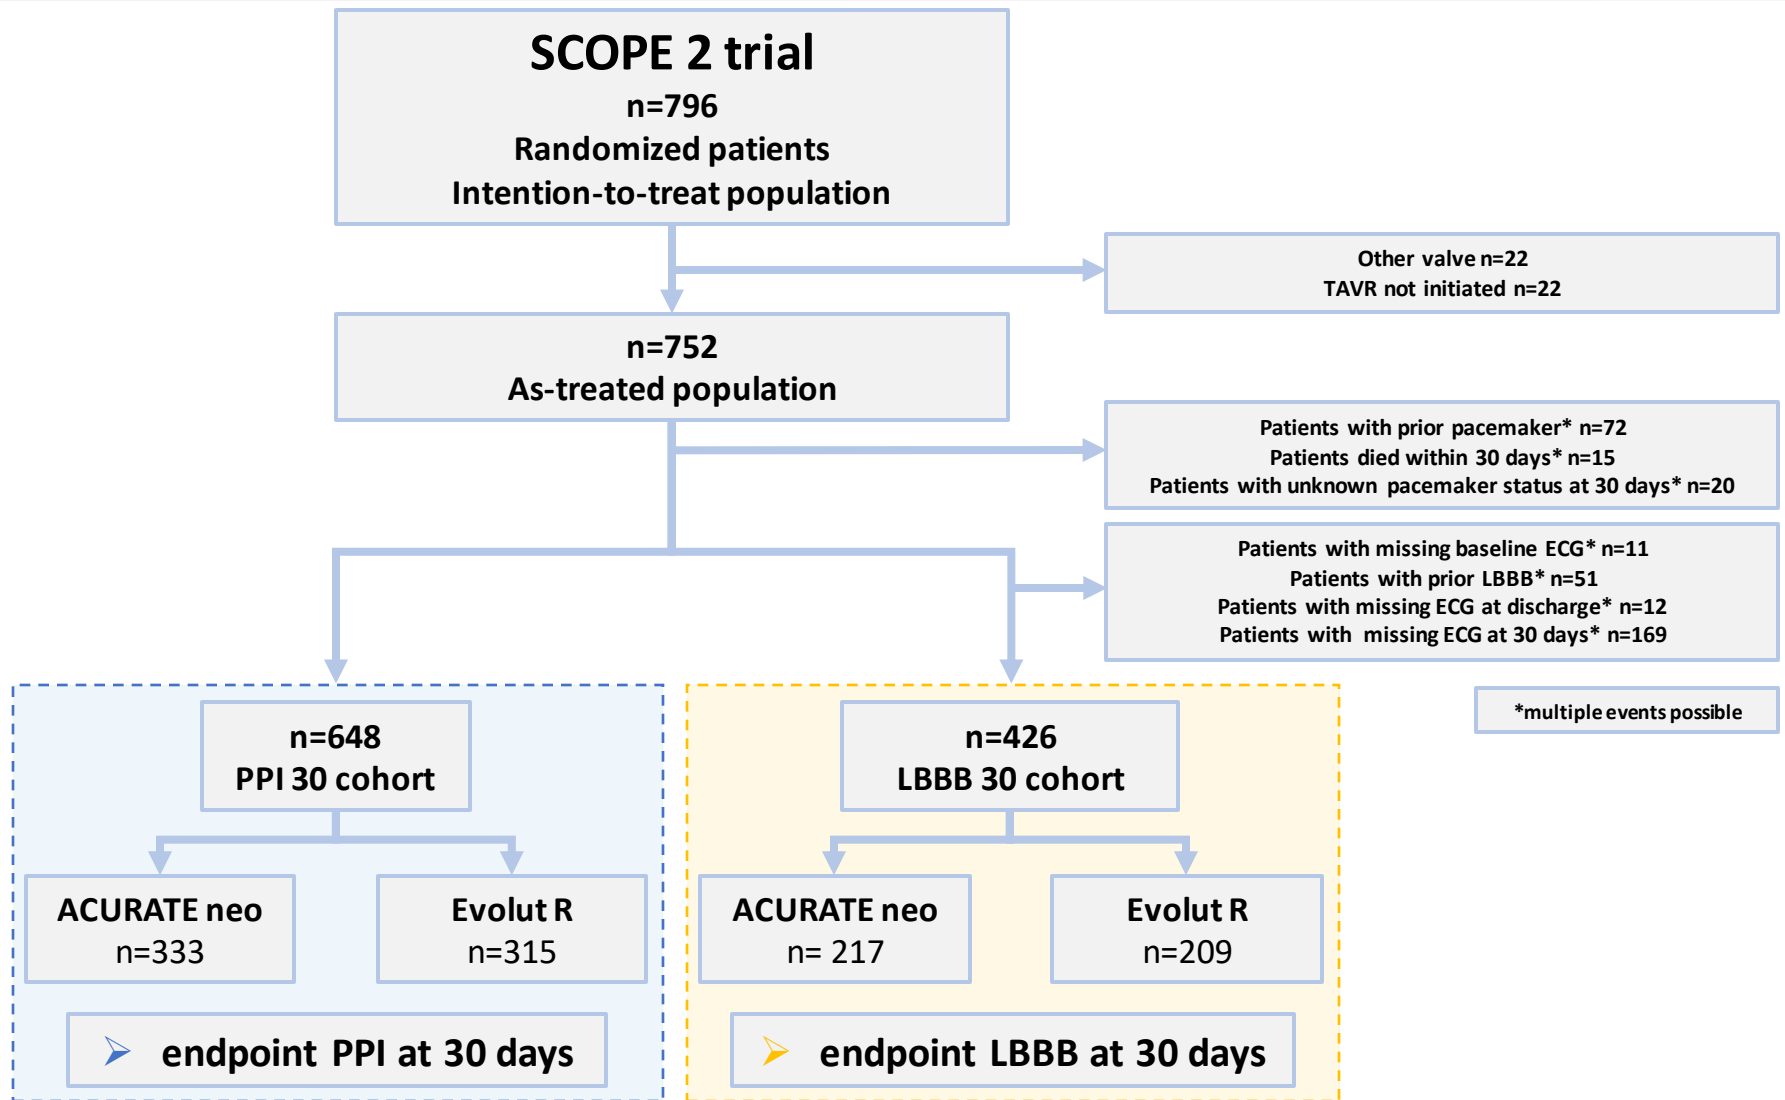 SCOPE 2 trial
n=796
Randomized patients
Intention-to-treat population
Other valve n=22
TAVR not initiated n=22
n=752
As-treated population
Patients with prior pacemaker* n=72
Patients died within 30 days* n=15
Patients with unknown pacemaker status at 30 days* n=20
Patients with missing baseline ECG* n=11
Patients with prior LBBB* n=51
Patients with missing ECG at discharge* n=12
Patients with missing ECG at 30 days* n=169
*multiple events possible
n=648
PPI 30 cohort
ACURATE neo
n=333
Evolut R
n=315
➢ endpoint PPI at 30 days
n=426
LBBB 30 cohort
ACURATE neo
n= 217
Evolut R
n=209
➢ endpoint LBBB at 30 days